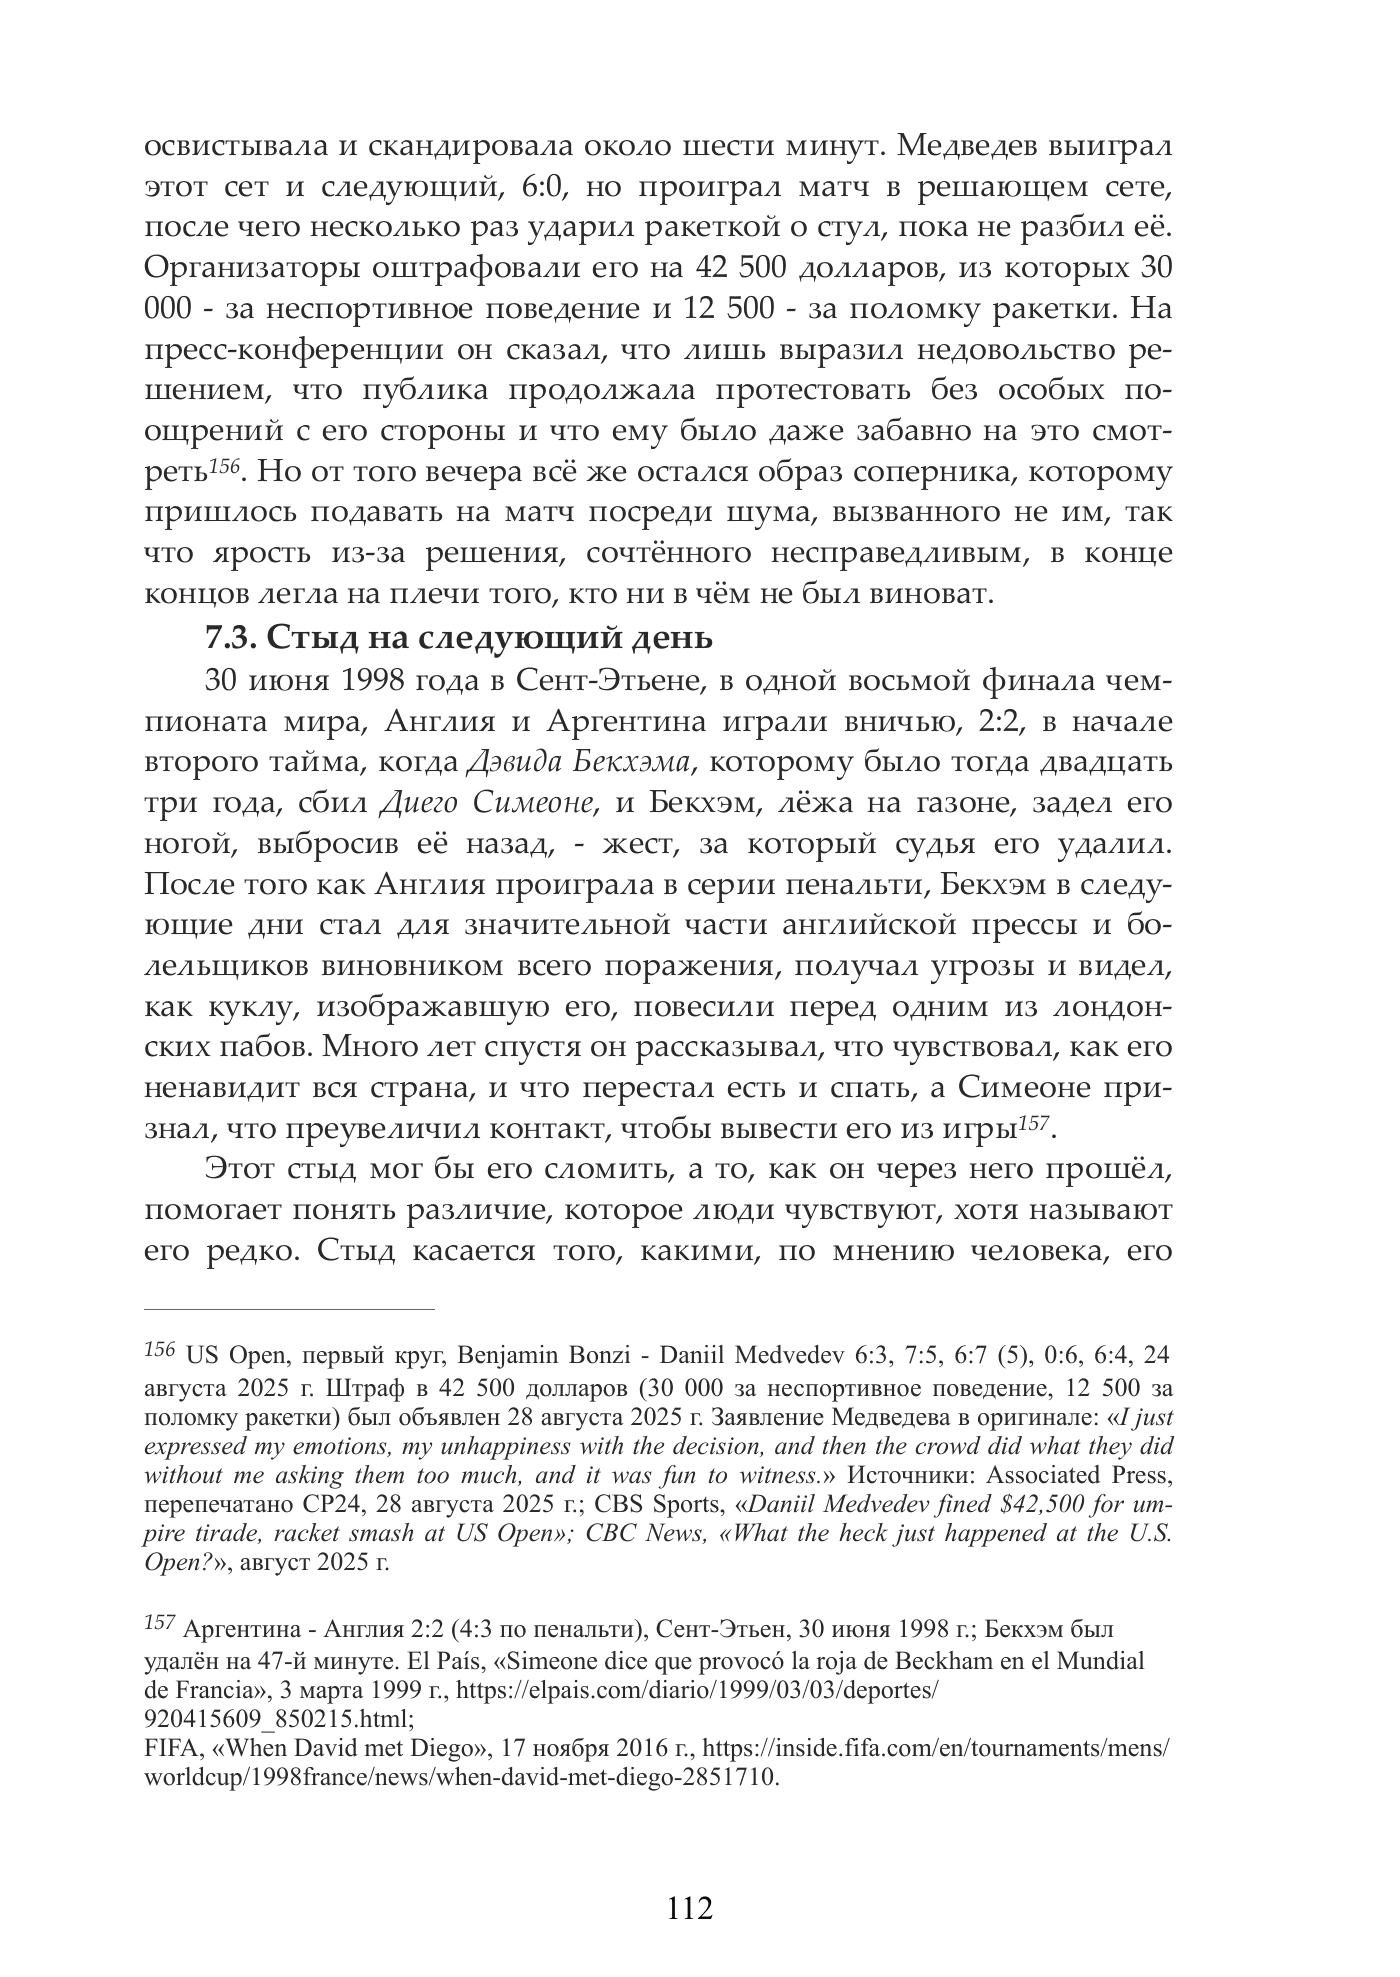 освистывала и скандировала около шести минут. Медведев выиграл
этот сет и следующий, 6:0, но проиграл матч в решающем сете,
после чего несколько раз ударил ракеткой о стул, пока не разбил её.
Организаторы оштрафовали его на 42 500 долларов, из которых 30
000 - за неспортивное поведение и 12 500 - за поломку ракетки. На
пресс-конференции он сказал, что лишь выразил недовольство ре-
шением, что публика продолжала протестовать без особых по-
ощрений с его стороны и что ему было даже забавно на это смот-
реть156. Но от того вечера всё же остался образ соперника, которому
пришлось подавать на матч посреди шума, вызванного не им, так
что ярость из-за решения, сочтённого несправедливым, в конце
концов легла на плечи того, кто ни в чём не был виноват.
7.3. Стыд на следующий день
30 июня 1998 года в Сент-Этьене, в одной восьмой финала чем-
пионата мира, Англия и Аргентина играли вничью, 2:2, в начале
второго тайма, когда Дэвида Бекхэма, которому было тогда двадцать
три года, сбил Диего Симеоне, и Бекхэм, лёжа на газоне, задел его
ногой, выбросив её назад, - жест, за который судья его удалил.
После того как Англия проиграла в серии пенальти, Бекхэм в следу-
ющие дни стал для значительной части английской прессы и бо-
лельщиков виновником всего поражения, получал угрозы и видел,
как куклу, изображавшую его, повесили перед одним из лондон-
ских пабов. Много лет спустя он рассказывал, что чувствовал, как его
ненавидит вся страна, и что перестал есть и спать, а Симеоне при-
знал, что преувеличил контакт, чтобы вывести его из игры157.
Этот стыд мог бы его сломить, а то, как он через него прошёл,
помогает понять различие, которое люди чувствуют, хотя называют
его редко. Стыд касается того, какими, по мнению человека, его
156 US Open, первый круг, Benjamin Bonzi - Daniil Medvedev 6:3, 7:5, 6:7 (5), 0:6, 6:4, 24
августа 2025 г. Штраф в 42 500 долларов (30 000 за неспортивное поведение, 12 500 за
поломку ракетки) был объявлен 28 августа 2025 г. Заявление Медведева в оригинале: «I just
expressed my emotions, my unhappiness with the decision, and then the crowd did what they did
without me asking them too much, and it was fun to witness.» Источники: Associated Press,
перепечатано CP24, 28 августа 2025 г.; CBS Sports, «Daniil Medvedev fined $42,500 for um-
pire tirade, racket smash at US Open»; CBC News, «What the heck just happened at the U.S.
Open?», август 2025 г.
157 Аргентина - Англия 2:2 (4:3 по пенальти), Сент-Этьен, 30 июня 1998 г.; Бекхэм был
удалён на 47-й минуте. El País, «Simeone dice que provocó la roja de Beckham en el Mundial
de Francia», 3 марта 1999 г., https://elpais.com/diario/1999/03/03/deportes/
920415609_850215.html;
FIFA, «When David met Diego», 17 ноября 2016 г., https://inside.fifa.com/en/tournaments/mens/
worldcup/1998france/news/when-david-met-diego-2851710.
112